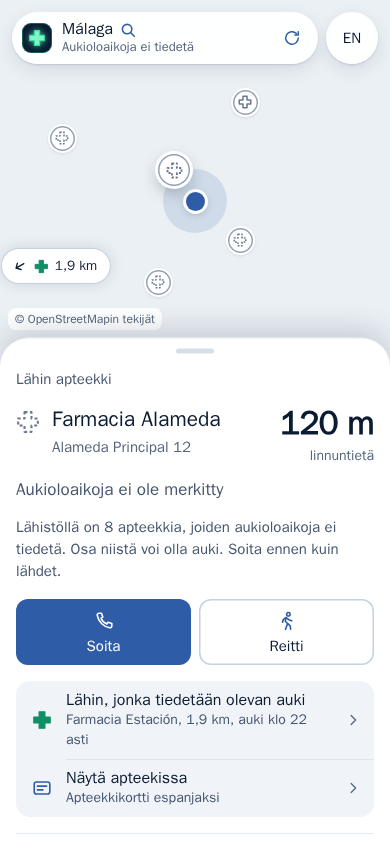 Málaga
Aukioloaikoja ei tiedetä
EN
1,9 km
© OpenStreetMapin tekijät
Lähin apteekki
Farmacia Alameda
120 m
Alameda Principal 12
linnuntietä
Aukioloaikoja ei ole merkitty
Lähistöllä on 8 apteekkia, joiden aukioloaikoja ei
tiedetä. Osa niistä voi olla auki. Soita ennen kuin
lähdet.
Soita
Reitti
Lähin, jonka tiedetään olevan auki
Farmacia Estación, 1,9 km, auki klo 22
asti
Näytä apteekissa
Apteekkikortti espanjaksi